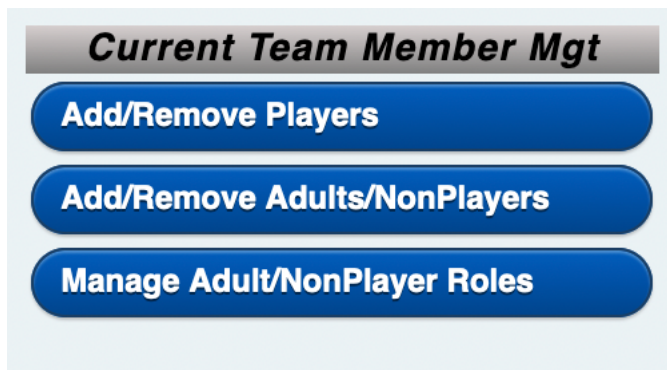 Current Team Member Mgt
Add/Remove Players
Add/Remove Adults/NonPlayers
Manage Adult/NonPlayer Roles